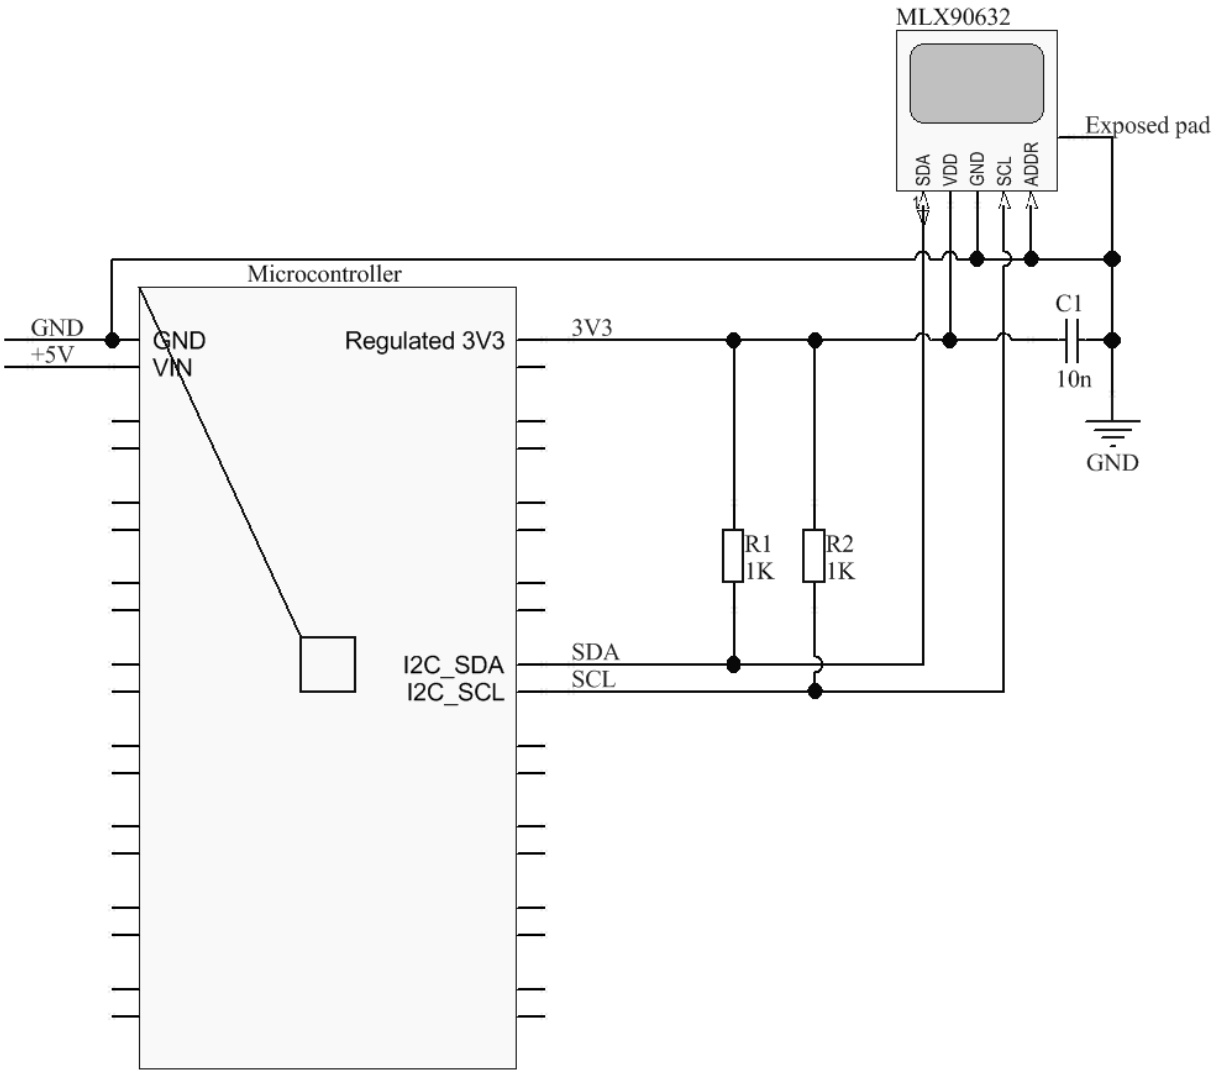 MLX90632
Exposed pad
SDA
VDD
GND
SCL
ADDR
1
Microcontroller
GND
+5V
GND
VIN
Regulated 3V3
3V3
C1
10n
GND
R1
1K
R2
1K
I2C_SDA
I2C_SCL
SDA
SCL